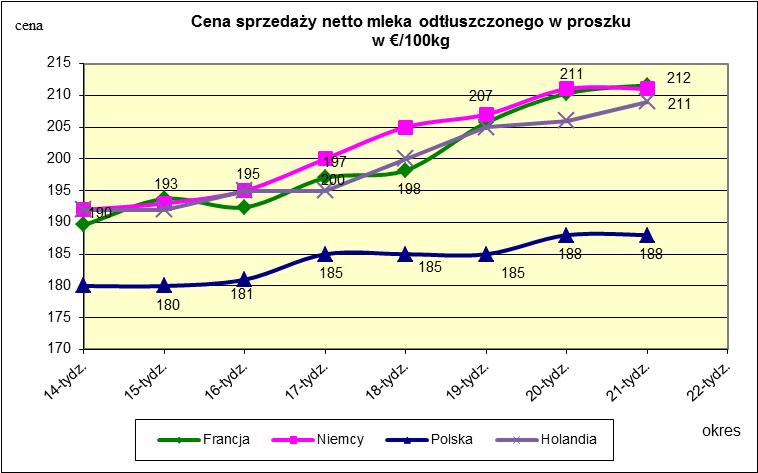 cena
Cena sprzedaży netto mleka odtłuszczonego w proszku
w €/100kg
215
210
205
200
195
190
185
180
175
170
190
193
195
197
200
198
207
211
212
211
180
181
185
185
185
188
188
14-tydz.
15-tydz.
16-tydz.
17-tydz.
18-tydz.
19-tydz.
20-tydz.
21-tydz.
22-tydz.
okres
Francja Niemcy Polska Holandia